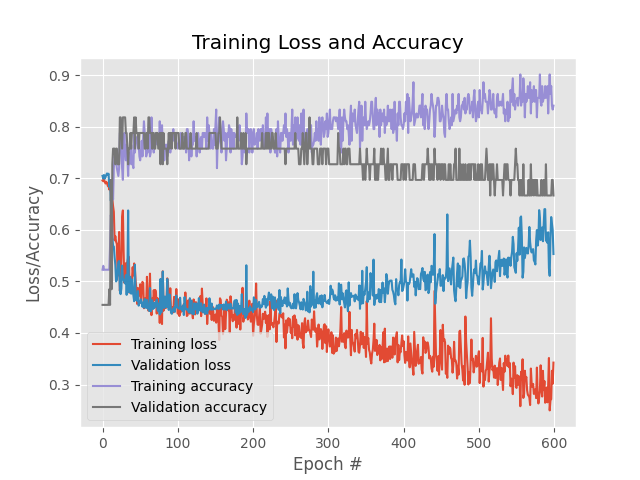 Training Loss and Accuracy
0.9
0.8
0.7
0.6
0.5
0.4
0.3
Loss/Accuracy
Training loss
Validation loss
Training accuracy
Validation accuracy
0 100 200 300 400 500 600
Epoch #